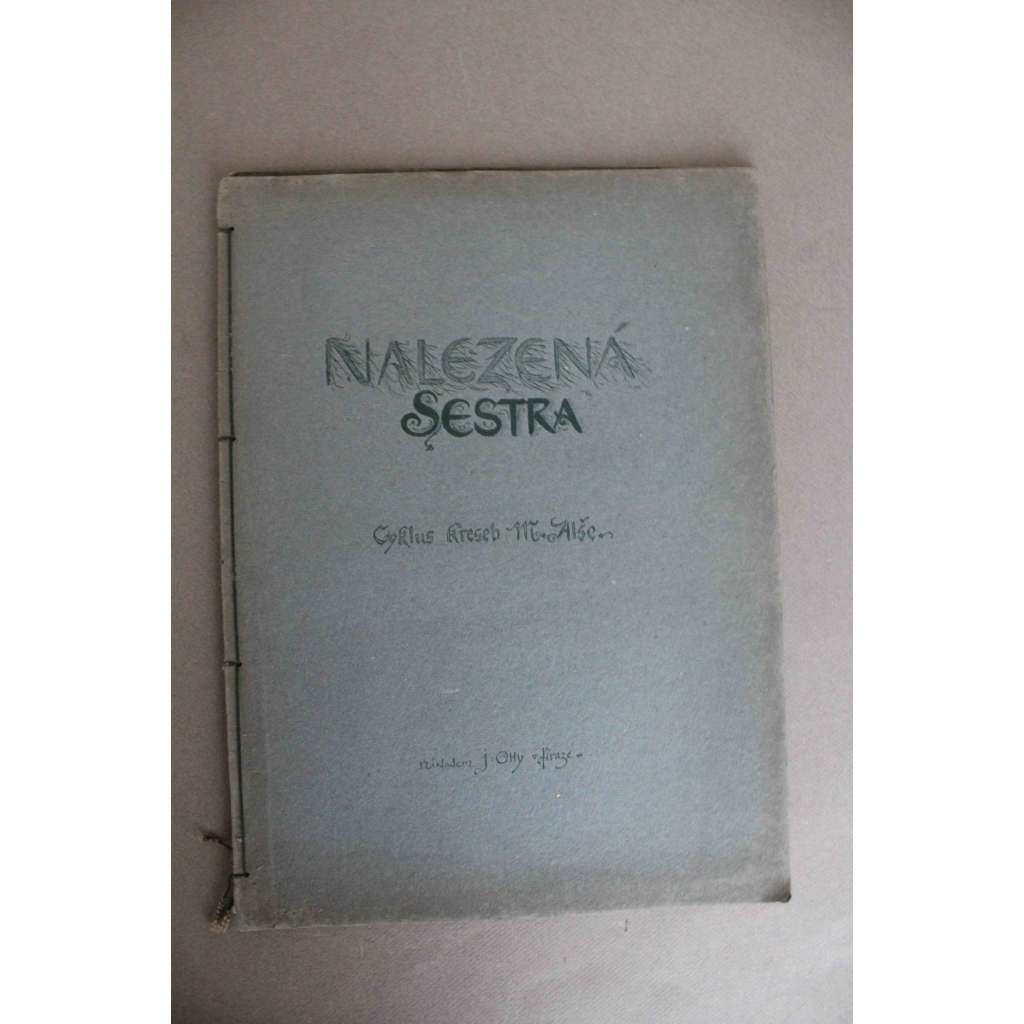 NALEZENÁ
SESTRA
Cyklus kreseb M. Alše
Nákladem J. Otty v Praze